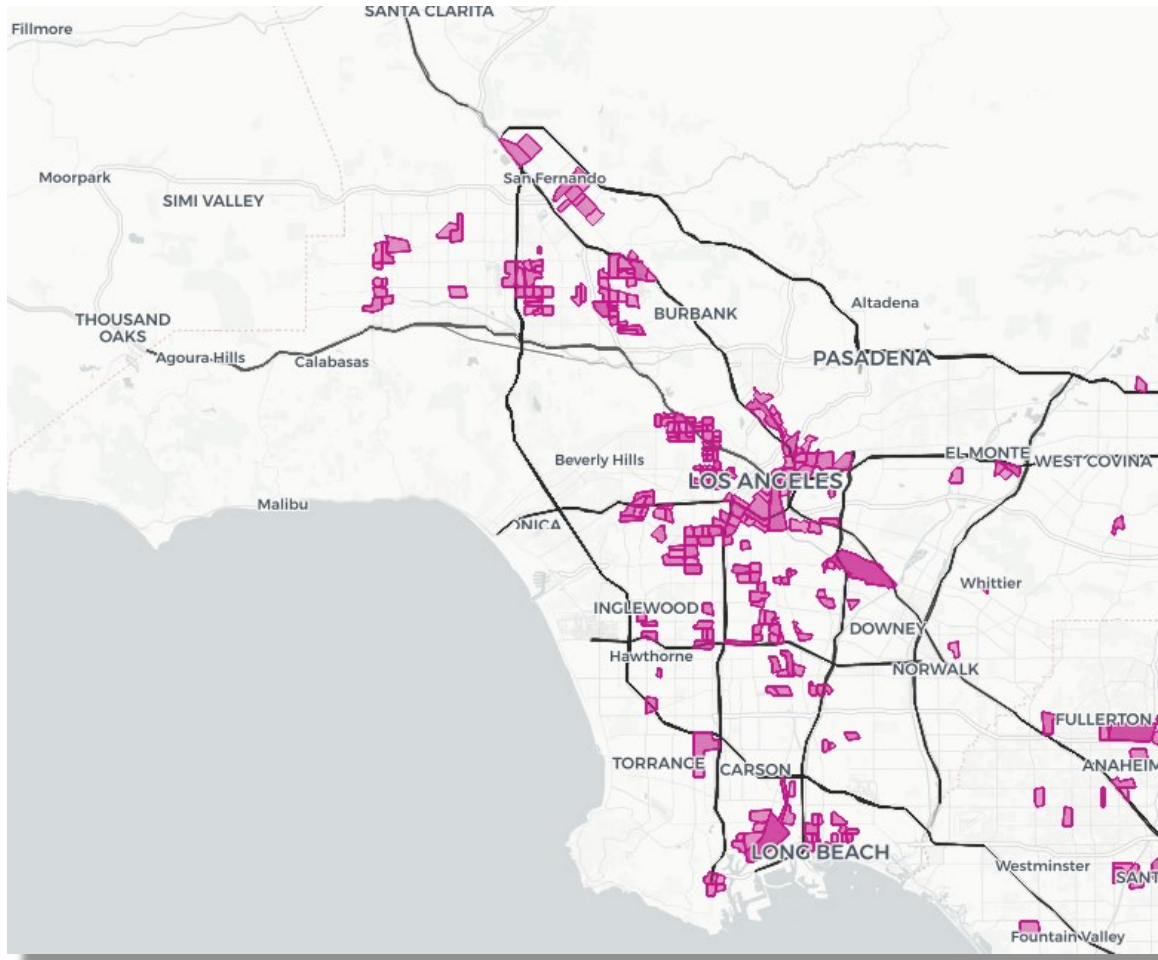 SANTA CLARITA
Fillmore
Moorpark
San Fernando
SIMI VALLEY
THOUSAND
OAKS
BURBANK
Altadena
Agoura Hills
Calabasas
PASADENA
Beverly Hills
EL MONTE
WEST COVINA
LOS ANGELES
Malibu
ONICA
Whittier
INGLEWOOD
DOWNEY
Hawthorne
NORWALK
FULLERTON
TORRANCE
CARSON
ANAHEIM
LONG BEACH
Westminster
SANT
Fountain Valley